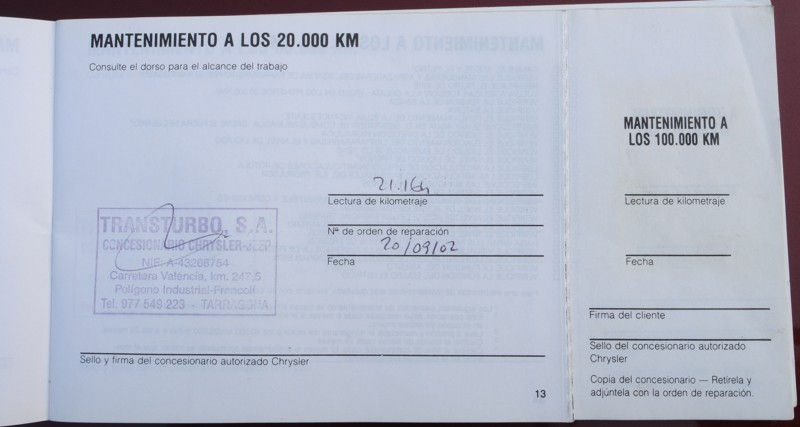 MANTENIMIENTO A LOS 20.000 KM
Consulte el dorso para el alcance del trabajo
21.164
Lectura de kilometraje
Nª de orden de reparación
20/09/02
Fecha
TRANSTURBO, S.A.
CONCESIONARIO CHRYSLER-JEEP
NIF: A-43266754
Carretera Valencia, km. 247,5
Polígono Industrial-Francolí
Tel. 977 549 223 - TARRAGONA
Sello y firma del concesionario autorizado Chrysler
13
MANTENIMIENTO A
LOS 100.000 KM
Lectura de kilometraje
Fecha
Firma del cliente
Sello del concesionario autorizado
Chrysler
Copia del concesionario — Retírela y
adjúntela con la orden de reparación.